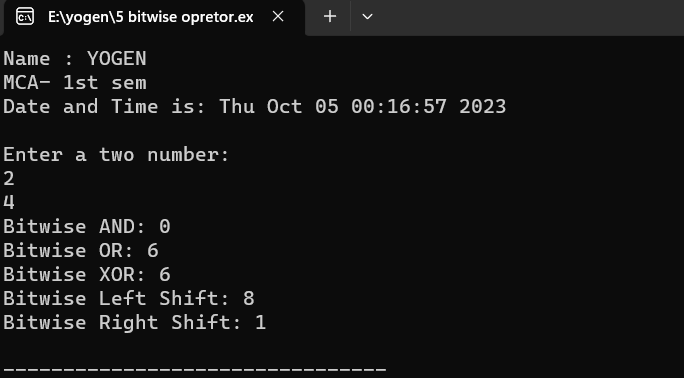 E:\yogen\5 bitwise opretor.ex
Name : YOGEN
MCA- 1st sem
Date and Time is: Thu Oct 05 00:16:57 2023
Enter a two number:
2
4
Bitwise AND: 0
Bitwise OR: 6
Bitwise XOR: 6
Bitwise Left Shift: 8
Bitwise Right Shift: 1
--------------------------------